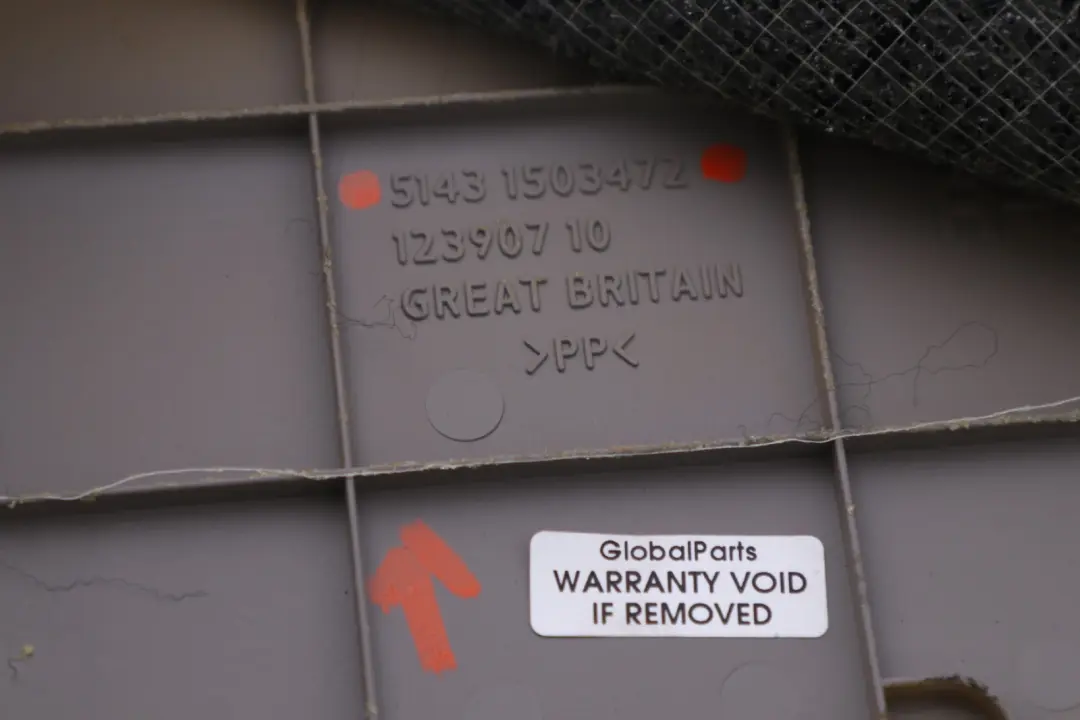 5143 1503472
123907 10
GREAT BRITAIN
>PP<
GlobalParts
WARRANTY VOID
IF REMOVED